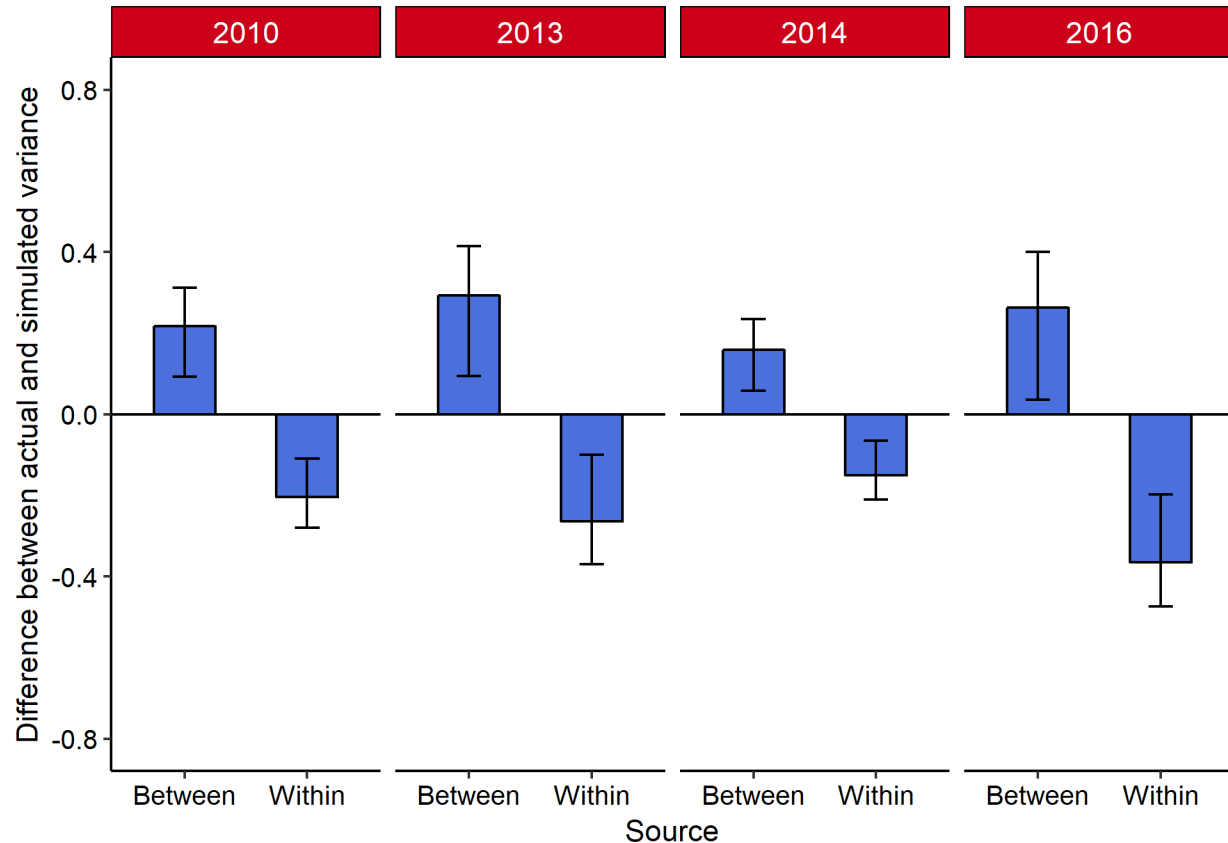 2010 2013 2014 2016
Difference between actual and simulated variance
0.8
0.4
0.0
-0.4
-0.8
Between Within Between Within Between Within Between Within
Source